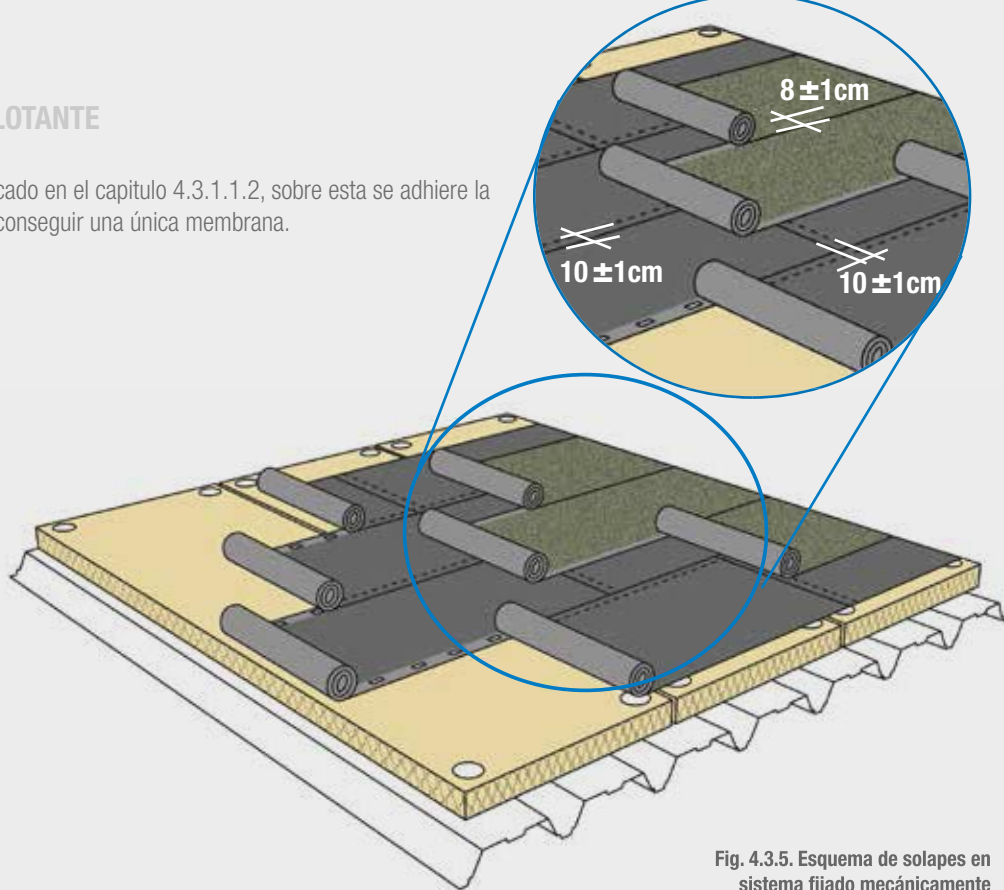 LOTANTE
cado en el capitulo 4.3.1.1.2, sobre esta se adhiere la
conseguir una única membrana.
8 ±1cm
10 ±1cm
10 ±1cm
Fig. 4.3.5. Esquema de solapes en
sistema fijado mecánicamente